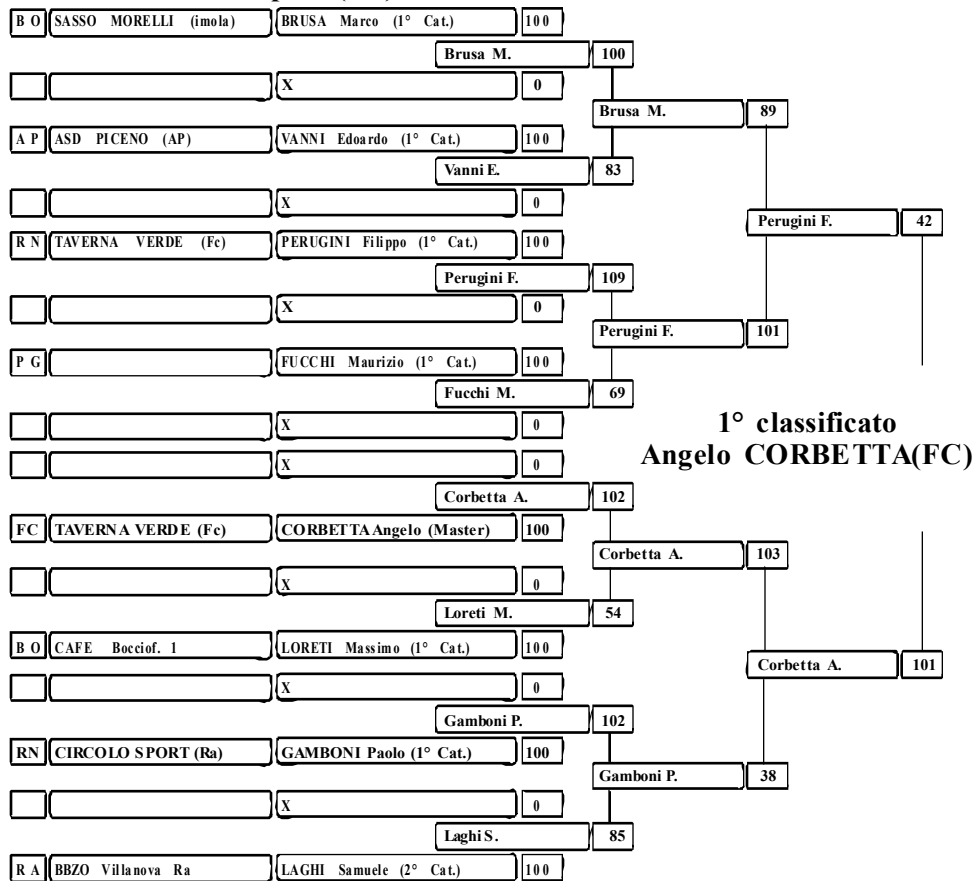 B O SASSO MORELLI (imola) BRUSA Marco (1° Cat.) 100
Brusa M. 100
X 0
Brusa M. 89
A P ASD PICENO (AP) VANNI Edoardo (1° Cat.) 100
Vanni E. 83
X 0
Perugini F. 42
R N TAVERNA VERDE (Fc) PERUGINI Filippo (1° Cat.) 100
Perugini F. 109
X 0
Perugini F. 101
P G FUCCHI Maurizio (1° Cat.) 100
Fucchi M. 69
X 0
1° classificato
Angelo CORBETTA(FC)
X 0
Corbetta A. 102
FC TAVERNA VERDE (Fc) CORBETTA Angelo (Master) 100
Corbetta A. 103
X 0
Loreti M. 54
B O CAFE Bocciof. 1 LORETI Massimo (1° Cat.) 100
Corbetta A. 101
X 0
Gamboni P. 102
RN CIRCOLO SPORT (Ra) GAMBONI Paolo (1° Cat.) 100
Gamboni P. 38
X 0
Laghi S. 85
R A BBZO Villanova Ra LAGHI Samuele (2° Cat.) 100